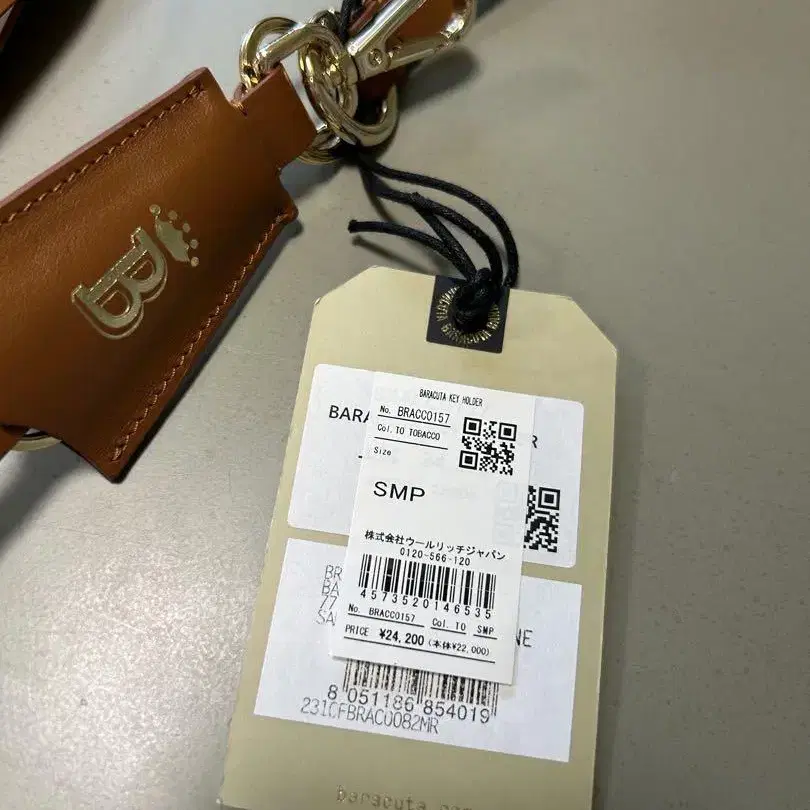 BARACUTA BARACUTA
BARACUTA KEY HOLDER
No. BRACC0157
Col. TO TOBACCO
Size
SMP
株式会社ウールリッチジャパン
0120-566-120
4573520146535
No. BRACC0157 Col. TO SMP
PRICE ¥24,200 (本体¥22,000)
8 051186 854019
231CFBRAC0082MR